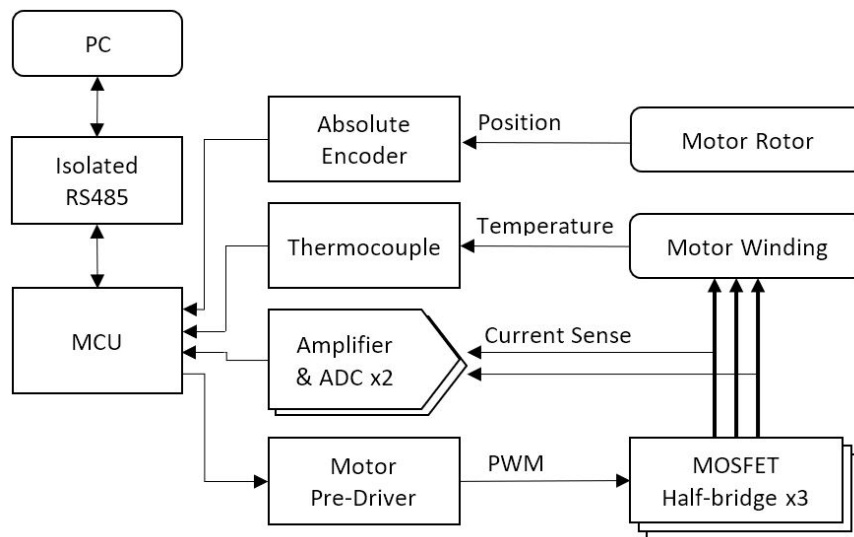 PC
Isolated
RS485
MCU
Absolute
Encoder
Position
Motor Rotor
Thermocouple
Temperature
Motor Winding
Amplifier
& ADC x2
Current Sense
Motor
Pre-Driver
PWM
MOSFET
Half-bridge x3